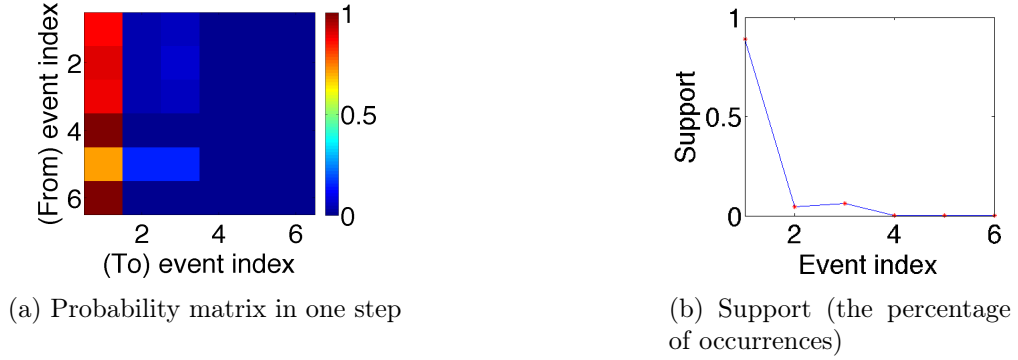 (From) event index
2
4
6
2
4
6
(To) event index
1
0.5
0
(a) Probability matrix in one step
Support
1
0.5
0
2
4
6
Event index
(b) Support (the percentage
of occurrences)